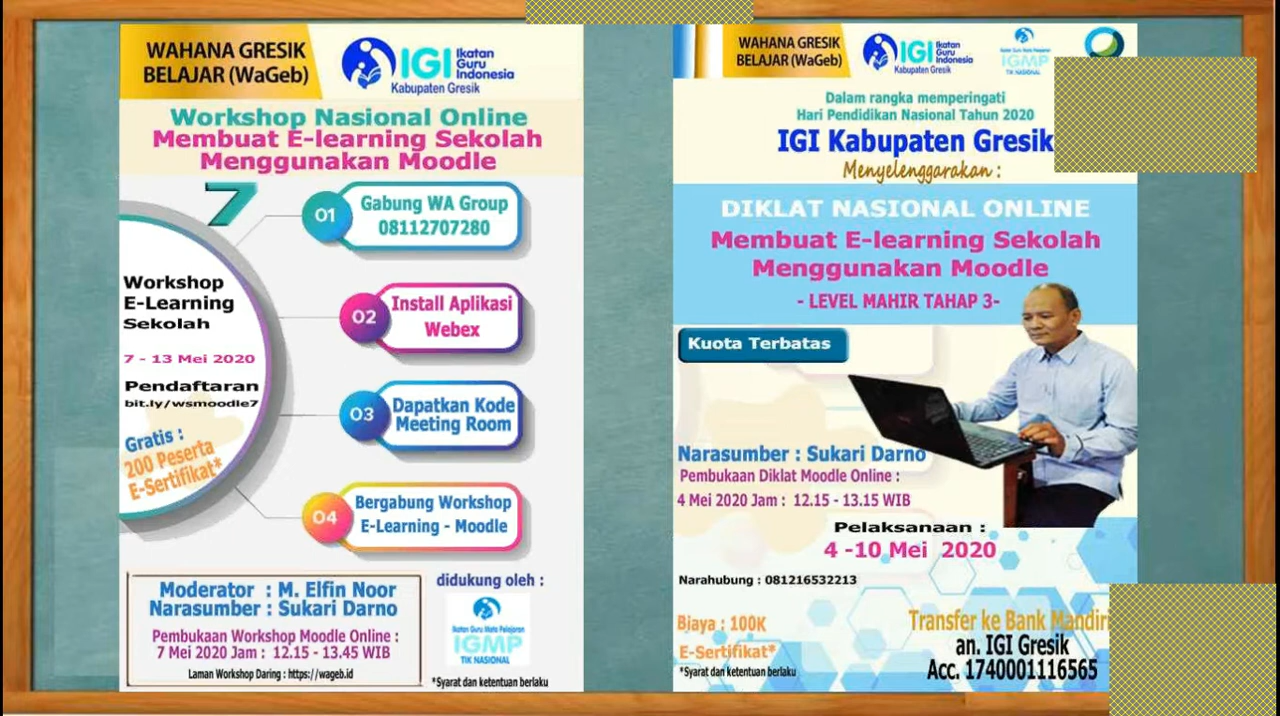 WAHANA GRESIK
BELAJAR (WaGeb)
IGI Ikatan
Guru
Indonesia
Kabupaten Gresik
Workshop Nasional Online
Membuat E-learning Sekolah
Menggunakan Moodle
7
01 Gabung WA Group
08112707280
Workshop
E-Learning
Sekolah
02 Install Aplikasi
Webex
7 - 13 Mei 2020
Pendaftaran
bit.ly/wsmoodle7
03 Dapatkan Kode
Meeting Room
Gratis :
200 Peserta
E-Sertifikat*
04 Bergabung Workshop
E-Learning - Moodle
Moderator : M. Elfin Noor
Narasumber : Sukari Darno
Pembukaan Workshop Moodle Online :
7 Mei 2020 Jam : 12.15 - 13.45 WIB
Laman Workshop Daring : https://wageb.id
didukung oleh :
Ikatan Guru Mata Pelajaran
IGMP
TIK NASIONAL
*Syarat dan ketentuan berlaku
WAHANA GRESIK
BELAJAR (WaGeb)
IGI Ikatan
Guru
Indonesia
Kabupaten Gresik
Ikatan Guru Mata Pelajaran
IGMP
TIK NASIONAL
Dalam rangka memperingati
Hari Pendidikan Nasional Tahun 2020
IGI Kabupaten Gresik
Menyelenggarakan :
DIKLAT NASIONAL ONLINE
Membuat E-learning Sekolah
Menggunakan Moodle
- LEVEL MAHIR TAHAP 3-
Kuota Terbatas
Narasumber : Sukari Darno
Pembukaan Diklat Moodle Online :
4 Mei 2020 Jam : 12.15 - 13.15 WIB
Pelaksanaan :
4 -10 Mei 2020
Narahubung : 081216532213
Biaya : 100K
E-Sertifikat*
*Syarat dan ketentuan berlaku
Transfer ke Bank Mandiri
an. IGI Gresik
Acc. 1740001116565